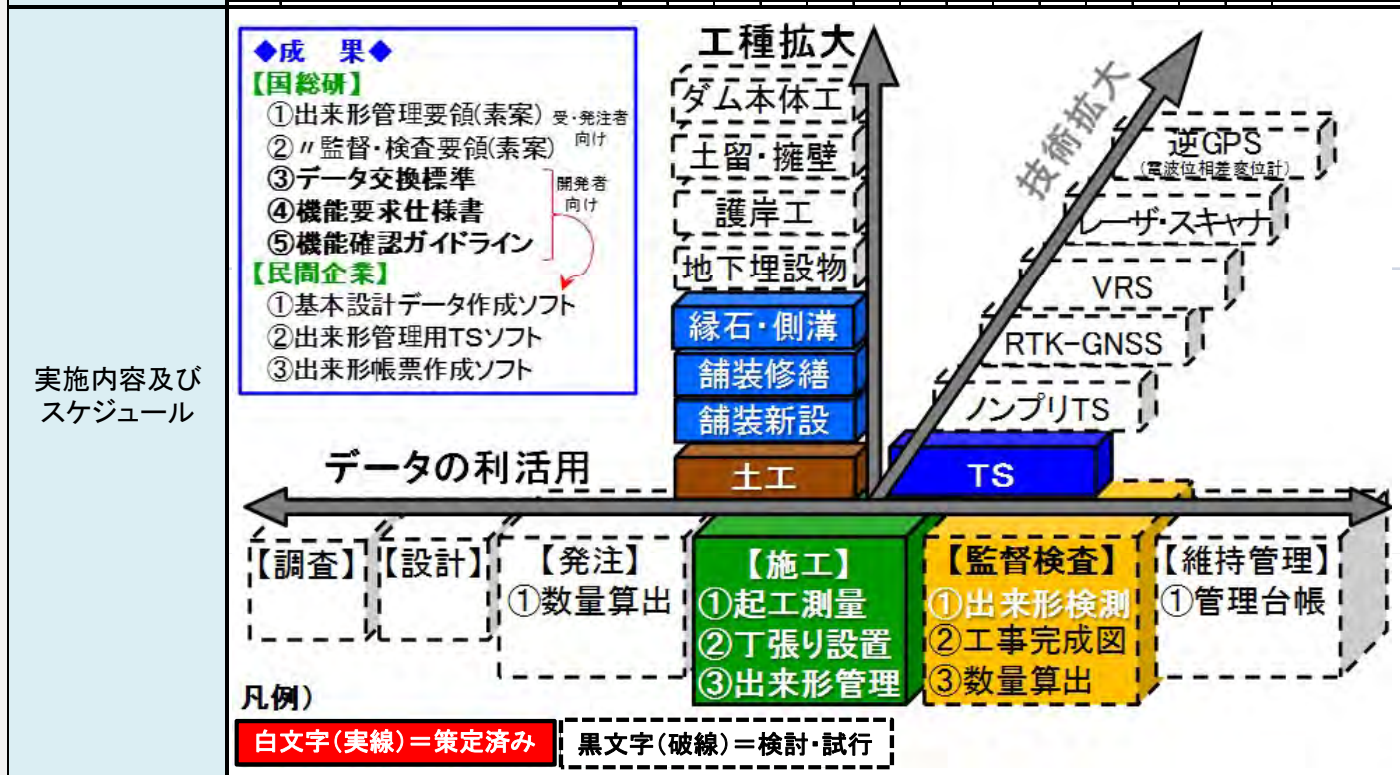 実施内容及び
スケジュール
◆成　果◆
【国総研】
①出来形管理要領(素案)
②〃監督・検査要領(素案)
受・発注者
向け
③データ交換標準
④機能要求仕様書
⑤機能確認ガイドライン
開発者
向け
【民間企業】
①基本設計データ作成ソフト
②出来形管理用TSソフト
③出来形帳票作成ソフト
工種拡大
ダム本体工
土留・擁壁
護岸工
地下埋設物
縁石・側溝
舗装修繕
舗装新設
土工
技術拡大
逆GPS
(電波位相差変位計)
レーザ・スキャナ
VRS
RTK-GNSS
ノンプリTS
TS
データの利活用
【調査】
【設計】
【発注】
①数量算出
【施工】
①起工測量
②丁張り設置
③出来形管理
【監督検査】
①出来形検測
②工事完成図
③数量算出
【維持管理】
①管理台帳
凡例)
白文字(実線)=策定済み
黒文字(破線)=検討・試行